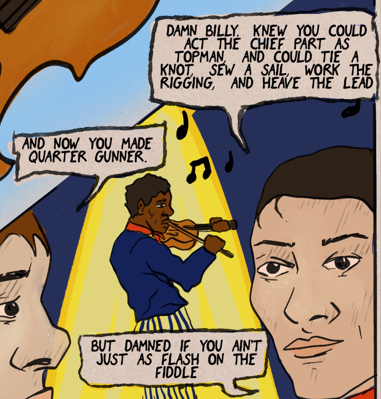 DAMN BILLY. KNEW YOU COULD
ACT THE CHIEF PART AS
TOPMAN, AND COULD TIE A
KNOT, SEW A SAIL, WORK THE
RIGGING, AND HEAVE THE LEAD
AND NOW YOU MADE
QUARTER GUNNER.
BUT DAMNED IF YOU AIN'T
JUST AS FLASH ON THE
FIDDLE